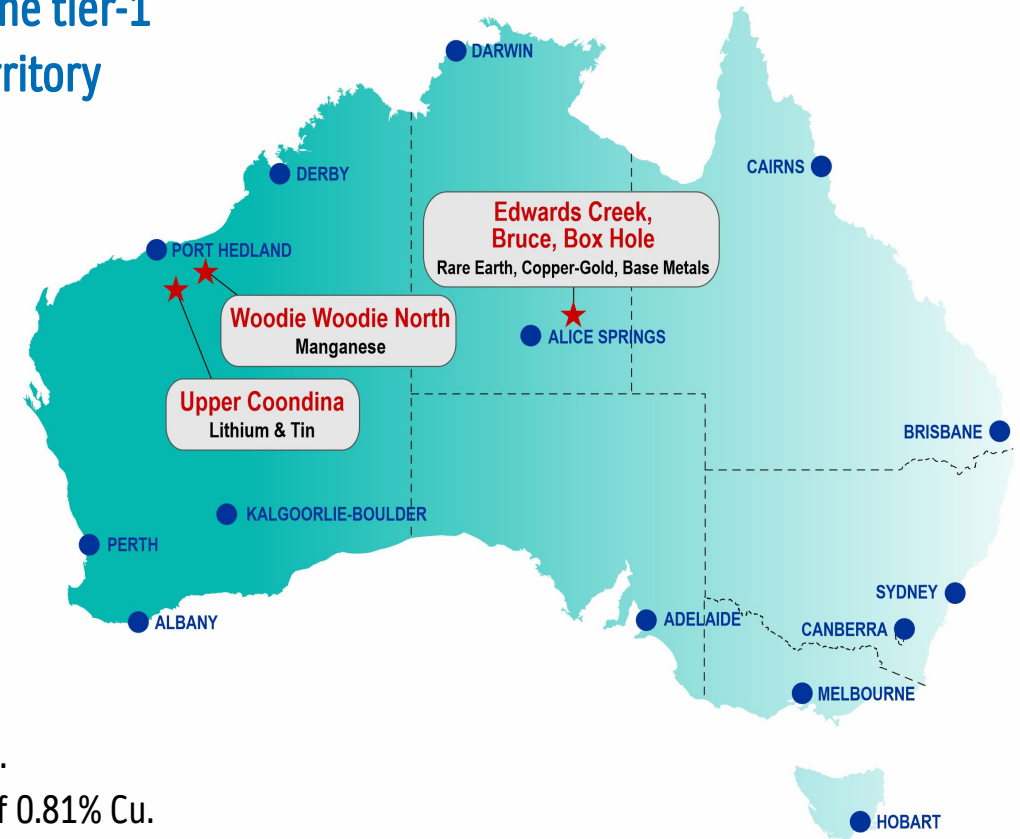 he tier-1
rritory
DARWIN
DERBY
CAIRNS
Edwards Creek,
Bruce, Box Hole
Rare Earth, Copper-Gold, Base Metals
PORT HEDLAND
Woodie Woodie North
Manganese
ALICE SPRINGS
Upper Coondina
Lithium & Tin
BRISBANE
KALGOORLIE-BOULDER
PERTH
SYDNEY
ALBANY
ADELAIDE
CANBERRA
MELBOURNE
.
f 0.81% Cu.
HOBART